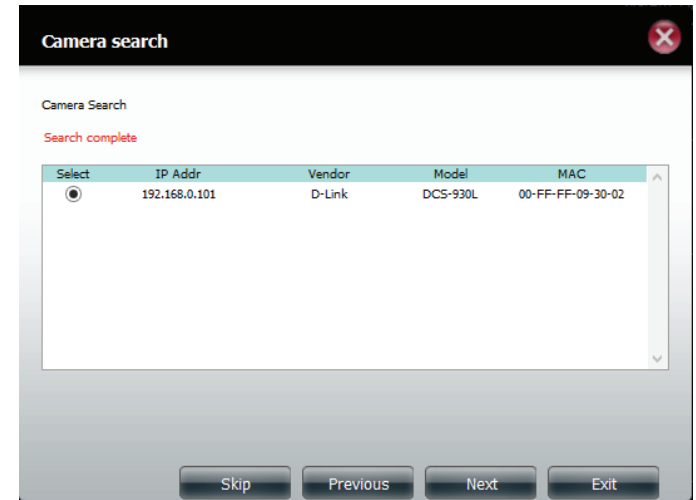 Camera search
Camera Search
Search complete
Select IP Addr Vendor Model MAC
192.168.0.101 D-Link DCS-930L 00-FF-FF-09-30-02
Skip Previous Next Exit